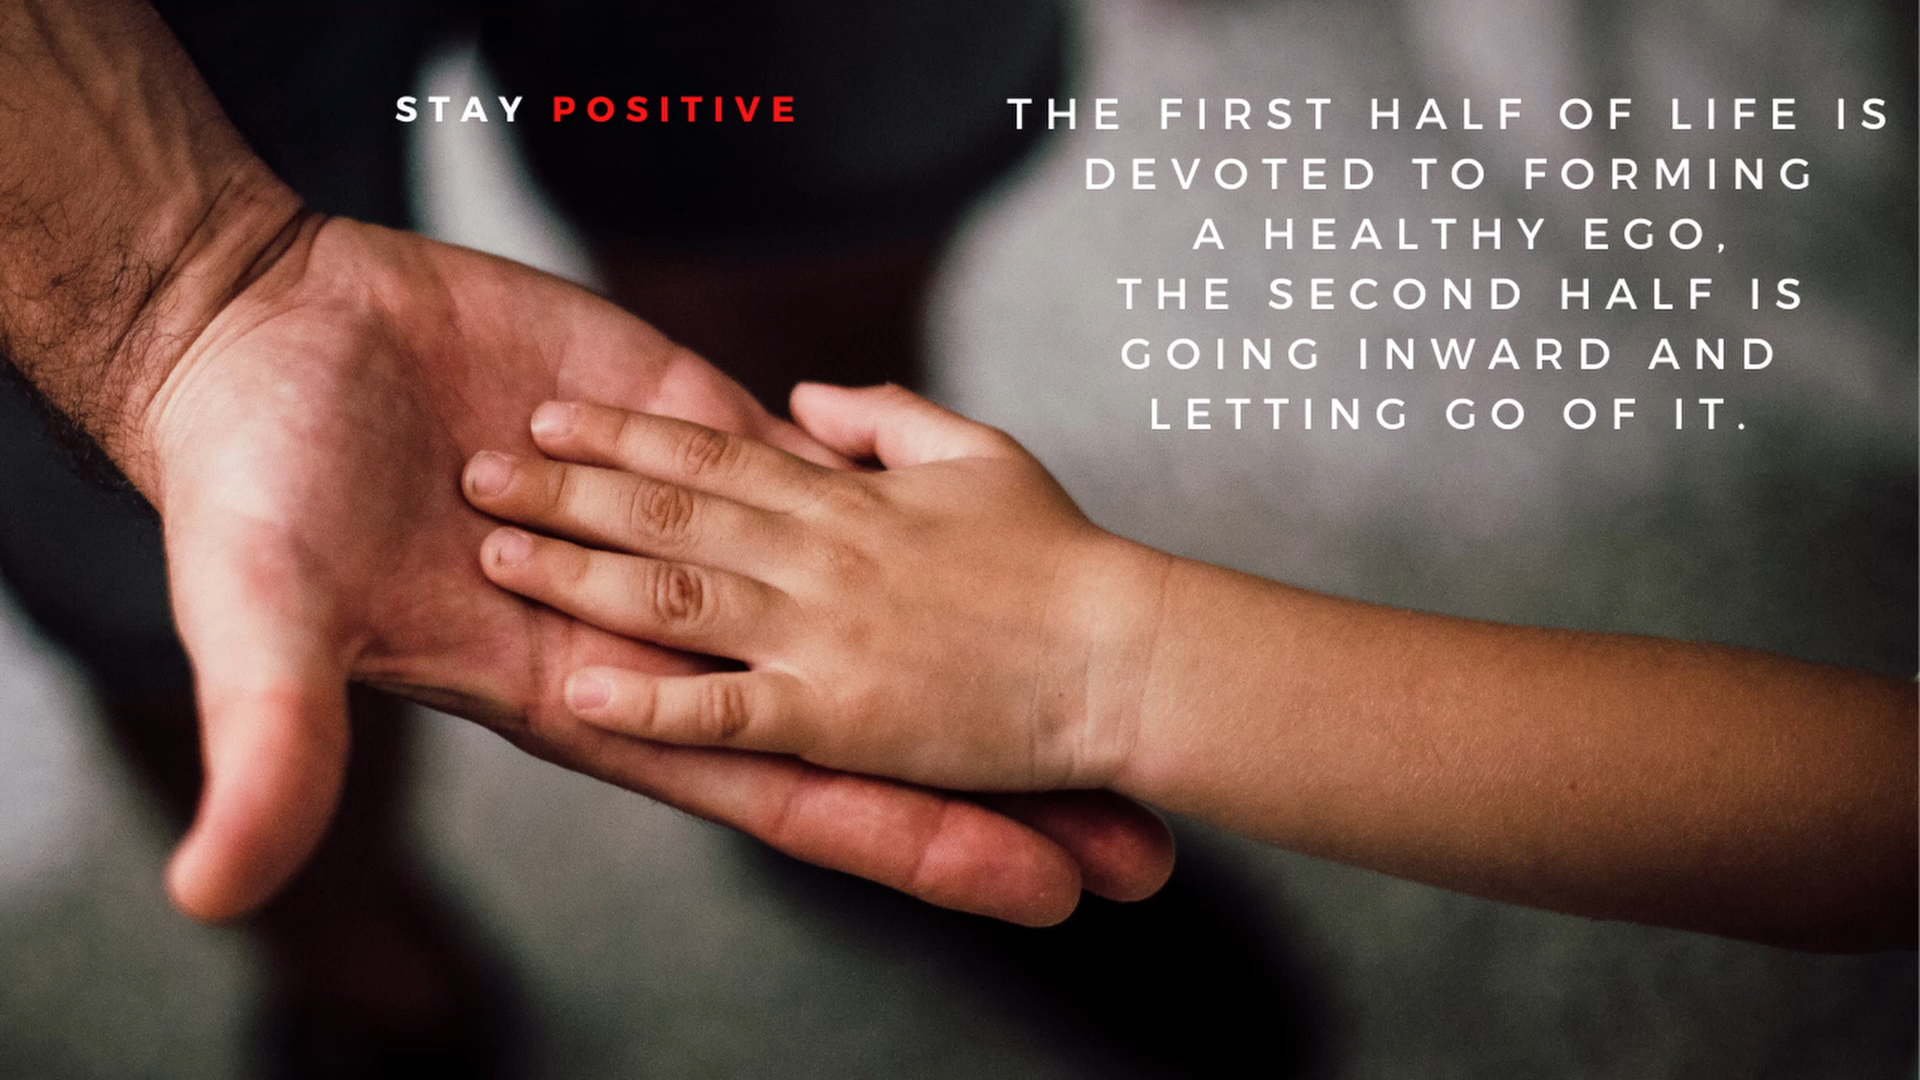 STAY POSITIVE
THE FIRST HALF OF LIFE IS
DEVOTED TO FORMING
A HEALTHY EGO,
THE SECOND HALF IS
GOING INWARD AND
LETTING GO OF IT.